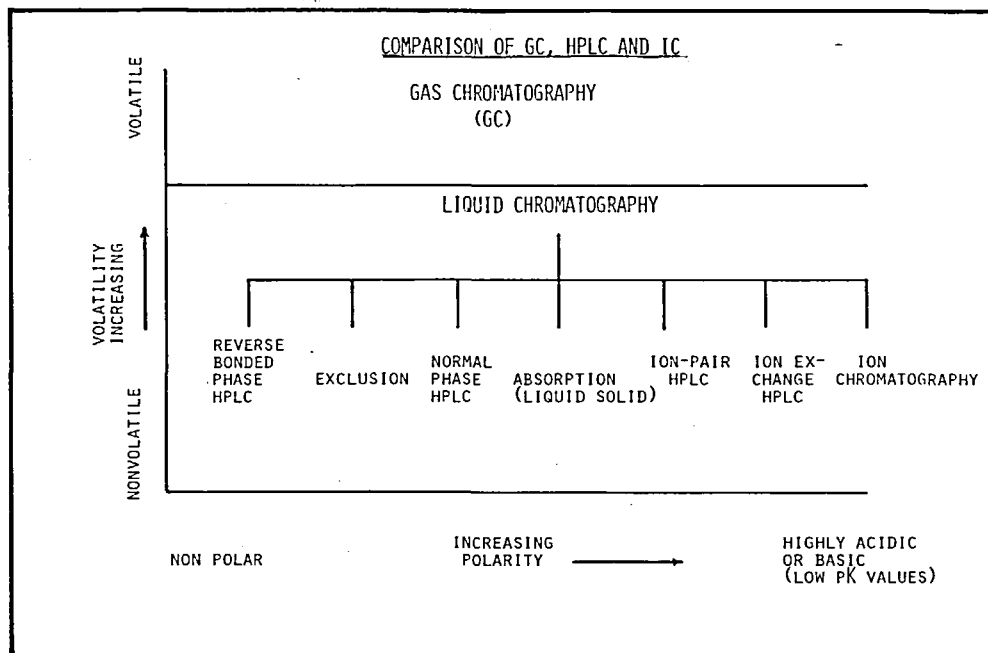 COMPARISON OF GC, HPLC AND IC
VOLATILE
GAS CHROMATOGRAPHY
(GC)
LIQUID CHROMATOGRAPHY
VOLATILITY
INCREASING
REVERSE
BONDED
PHASE
HPLC
EXCLUSION
NORMAL
PHASE
HPLC
ABSORPTION
(LIQUID SOLID)
ION-PAIR
HPLC
ION EX-
CHANGE
HPLC
ION
CHROMATOGRAPHY
NONVOLATILE
NON POLAR
INCREASING
POLARITY
HIGHLY ACIDIC
OR BASIC
(LOW PK VALUES)